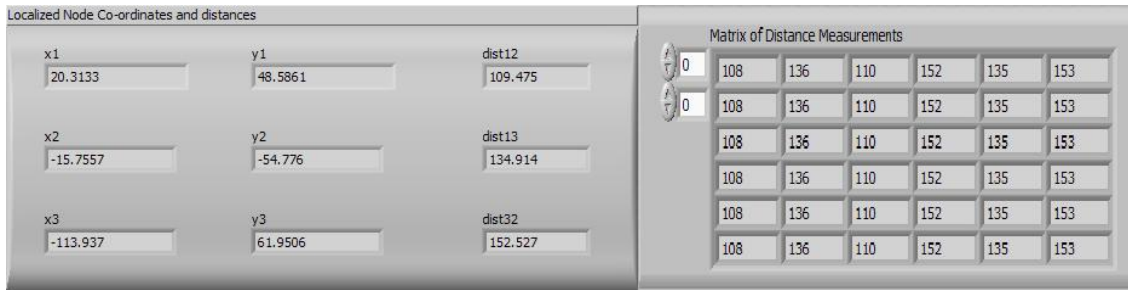 Localized Node Co-ordinates and distances
x1 y1 dist12
20.3133 48.5861 109.475
x2 y2 dist13
-15.7557 -54.776 134.914
x3 y3 dist32
-113.937 61.9506 152.527
Matrix of Distance Measurements
0 108 136 110 152 135 153
0 108 136 110 152 135 153
108 136 110 152 135 153
108 136 110 152 135 153
108 136 110 152 135 153
108 136 110 152 135 153